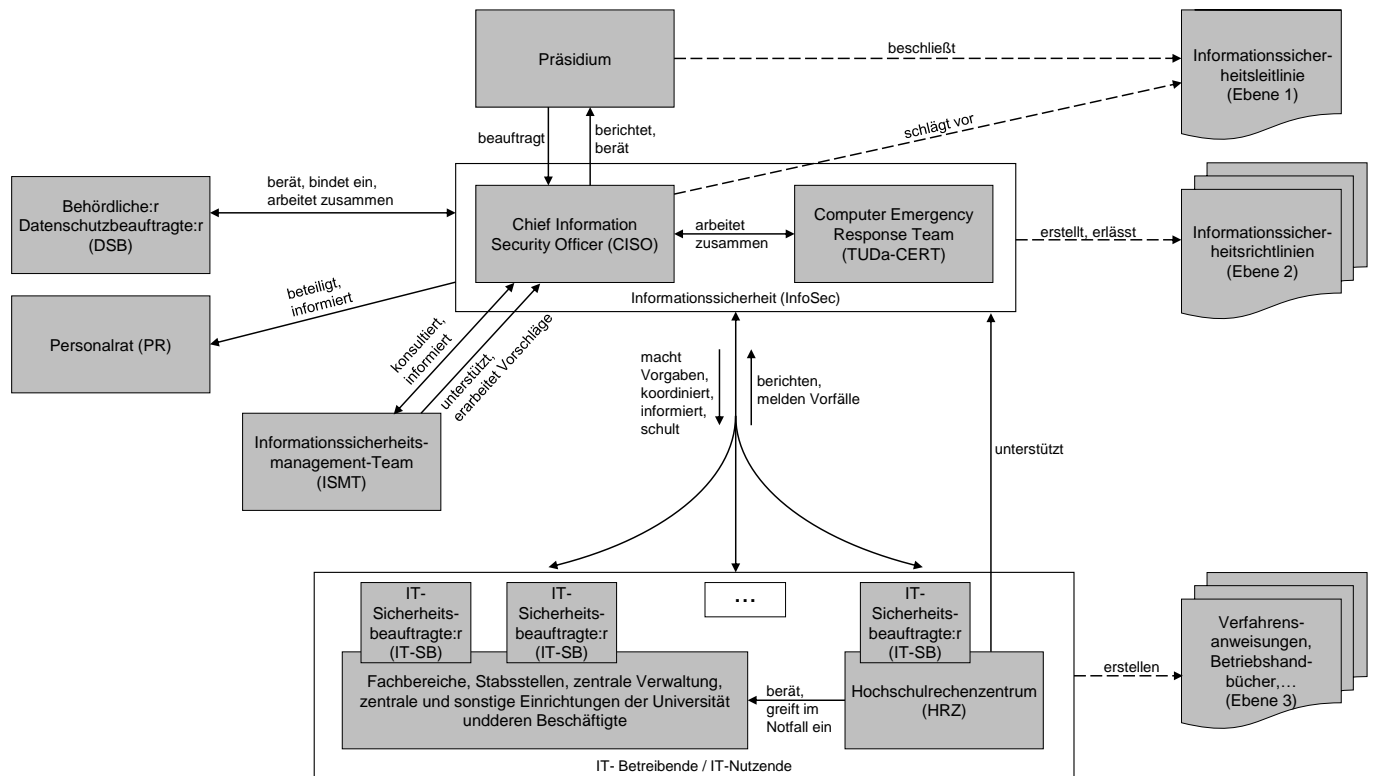 Präsidium
beschließt
Informationssicher-
heitsleitlinie
(Ebene 1)
beauftragt
berichtet,
berät
schlägt vor
Behördliche:r
Datenschutzbeauftragte:r
(DSB)
berät, bindet ein,
arbeitet zusammen
Chief Information
Security Officer (CISO)
arbeitet
zusammen
Computer Emergency
Response Team
(TUDa-CERT)
Informationssicherheit (InfoSec)
erstellt, erlässt
Informationssicher-
heitsrichtlinien
(Ebene 2)
Personalrat (PR)
beteiligt,
informiert
konsultiert,
informiert
unterstützt,
erarbeitet Vorschläge
Informationssicherheits-
management-Team
(ISMT)
macht
Vorgaben,
koordiniert,
informiert,
schult
berichten,
melden Vorfälle
unterstützt
IT-
Sicherheits-
beauftragte:r
(IT-SB)
IT-
Sicherheits-
beauftragte:r
(IT-SB)
...
IT-
Sicherheits-
beauftragte:r
(IT-SB)
Fachbereiche, Stabsstellen, zentrale Verwaltung,
zentrale und sonstige Einrichtungen der Universität
undderen Beschäftigte
berät,
greift im
Notfall ein
Hochschulrechenzentrum
(HRZ)
IT- Betreibende / IT-Nutzende
erstellen
Verfahrens-
anweisungen,
Betriebshand-
bücher,...
(Ebene 3)